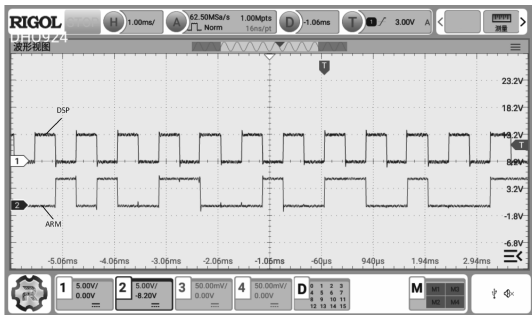 RIGOL H 1.00ms/ A 62.50MSa/s 1.00Mpts D -1.06ms T 1 3.00V A
Norm 16ns/pt
测量
DHO924
波形视图
T
23.2V
DSP
18.2V
13.2V
T
1
8.2V
3.2V
2
-1.8V
ARM
-6.8V
-5.06ms -4.06ms -3.06ms -2.06ms -1.06ms -60μs 940μs 1.94ms 2.94ms
1 5.00V/ 2 5.00V/ 3 50.00mV/ 4 50.00mV/ D 0 1 2 3 M M1 M3
0.00V -8.20V 0.00V 0.00V 4 5 6 7
8 9 10 11 M2 M4
12 13 14 15